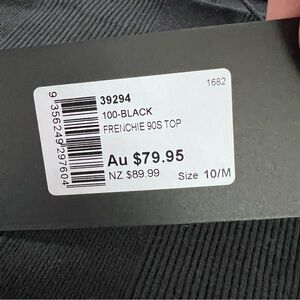 1682
39294
100-BLACK
FRENCHIE 90S TOP
Au $79.95
NZ $89.99 Size 10/M
9 356249 297604